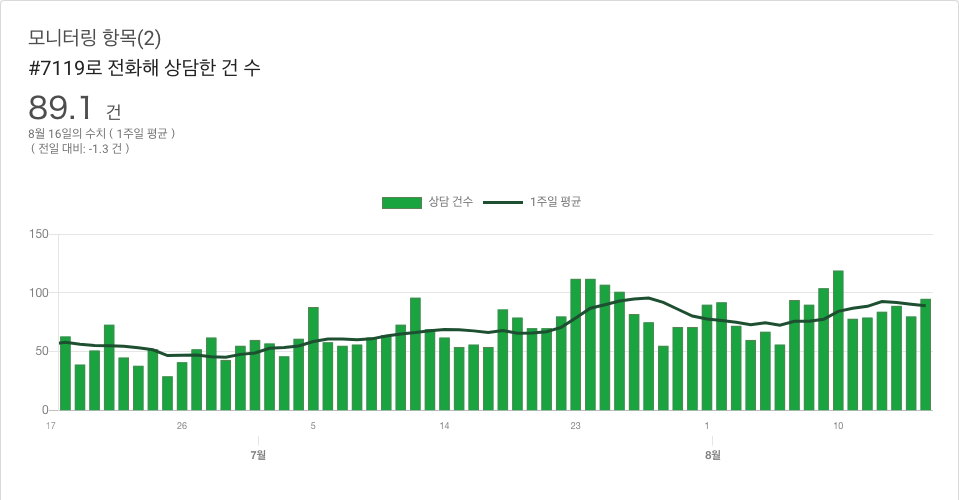 모니터링 항목(2)
#7119로 전화해 상담한 건 수
89.1 건
8월 16일의 수치 ( 1주일 평균 )
( 전일 대비: -1.3 건 )
상담 건수 1주일 평균
150
100
50
0
17 26 5 14 23 1 10
7월 8월